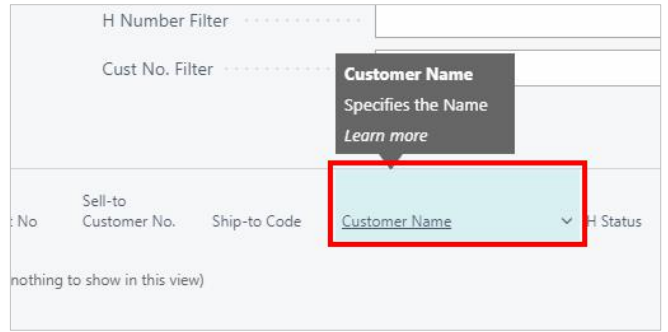 H Number Filter
Cust No. Filter
Customer Name
Specifies the Name
Learn more
No
Sell-to
Customer No.
Ship-to Code
Customer Name
H Status
nothing to show in this view)